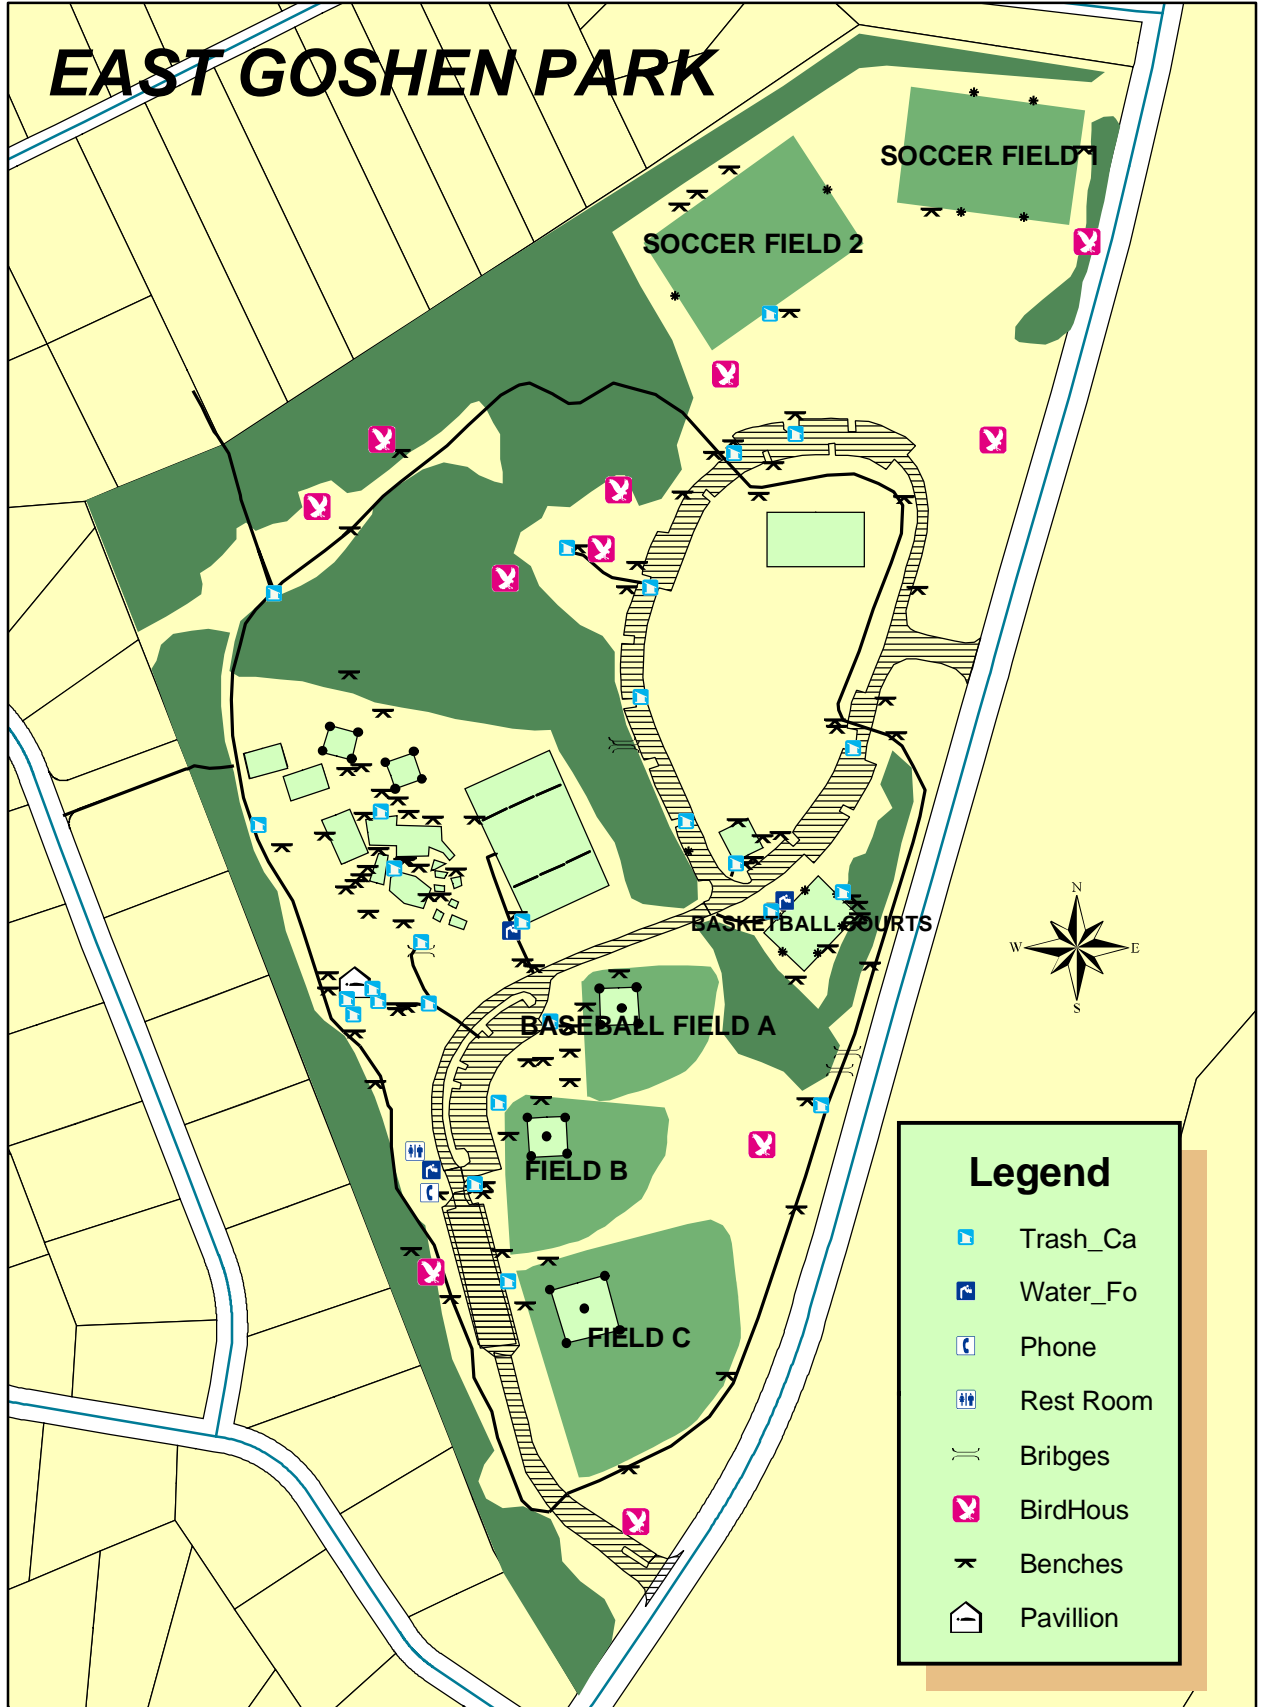 EAST GOSHEN PARK
SOCCER FIELD 1
SOCCER FIELD 2
BASKETBALL COURTS
N
W
E
S
BASEBALL FIELD A
FIELD B
FIELD C
Legend
Trash_Ca
Water_Fo
Phone
Rest Room
Bribges
BirdHous
Benches
Pavillion